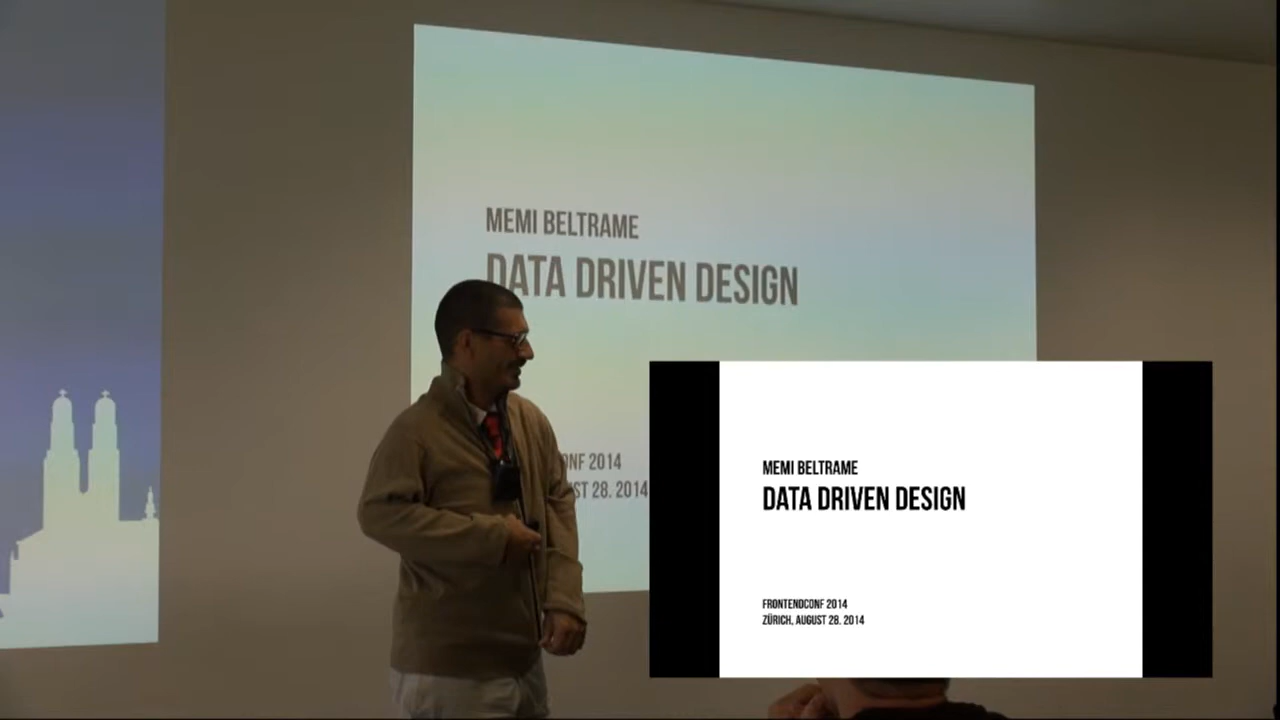 MEMI BELTRAME
DATA DRIVEN DESIGN
NF 2014
ST 28. 2014
MEMI BELTRAME
DATA DRIVEN DESIGN
FRONTENDCONF 2014
ZÜRICH, AUGUST 28. 2014